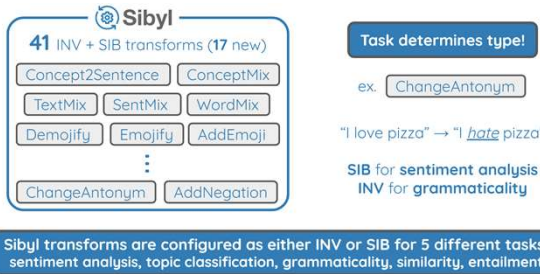 Sibyl
41 INV + SIB transforms (17 new)
Concept2Sentence ConceptMix
TextMix SentMix WordMix
Demojify Emojify AddEmoji
ChangeAntonym AddNegation
Task determines type!
ex. ChangeAntonym
"I love pizza" → "I hate pizza"
SIB for sentiment analysis
INV for grammaticality
Sibyl transforms are configured as either INV or SIB for 5 different tasks
sentiment analysis, topic classification, grammaticality, similarity, entailment